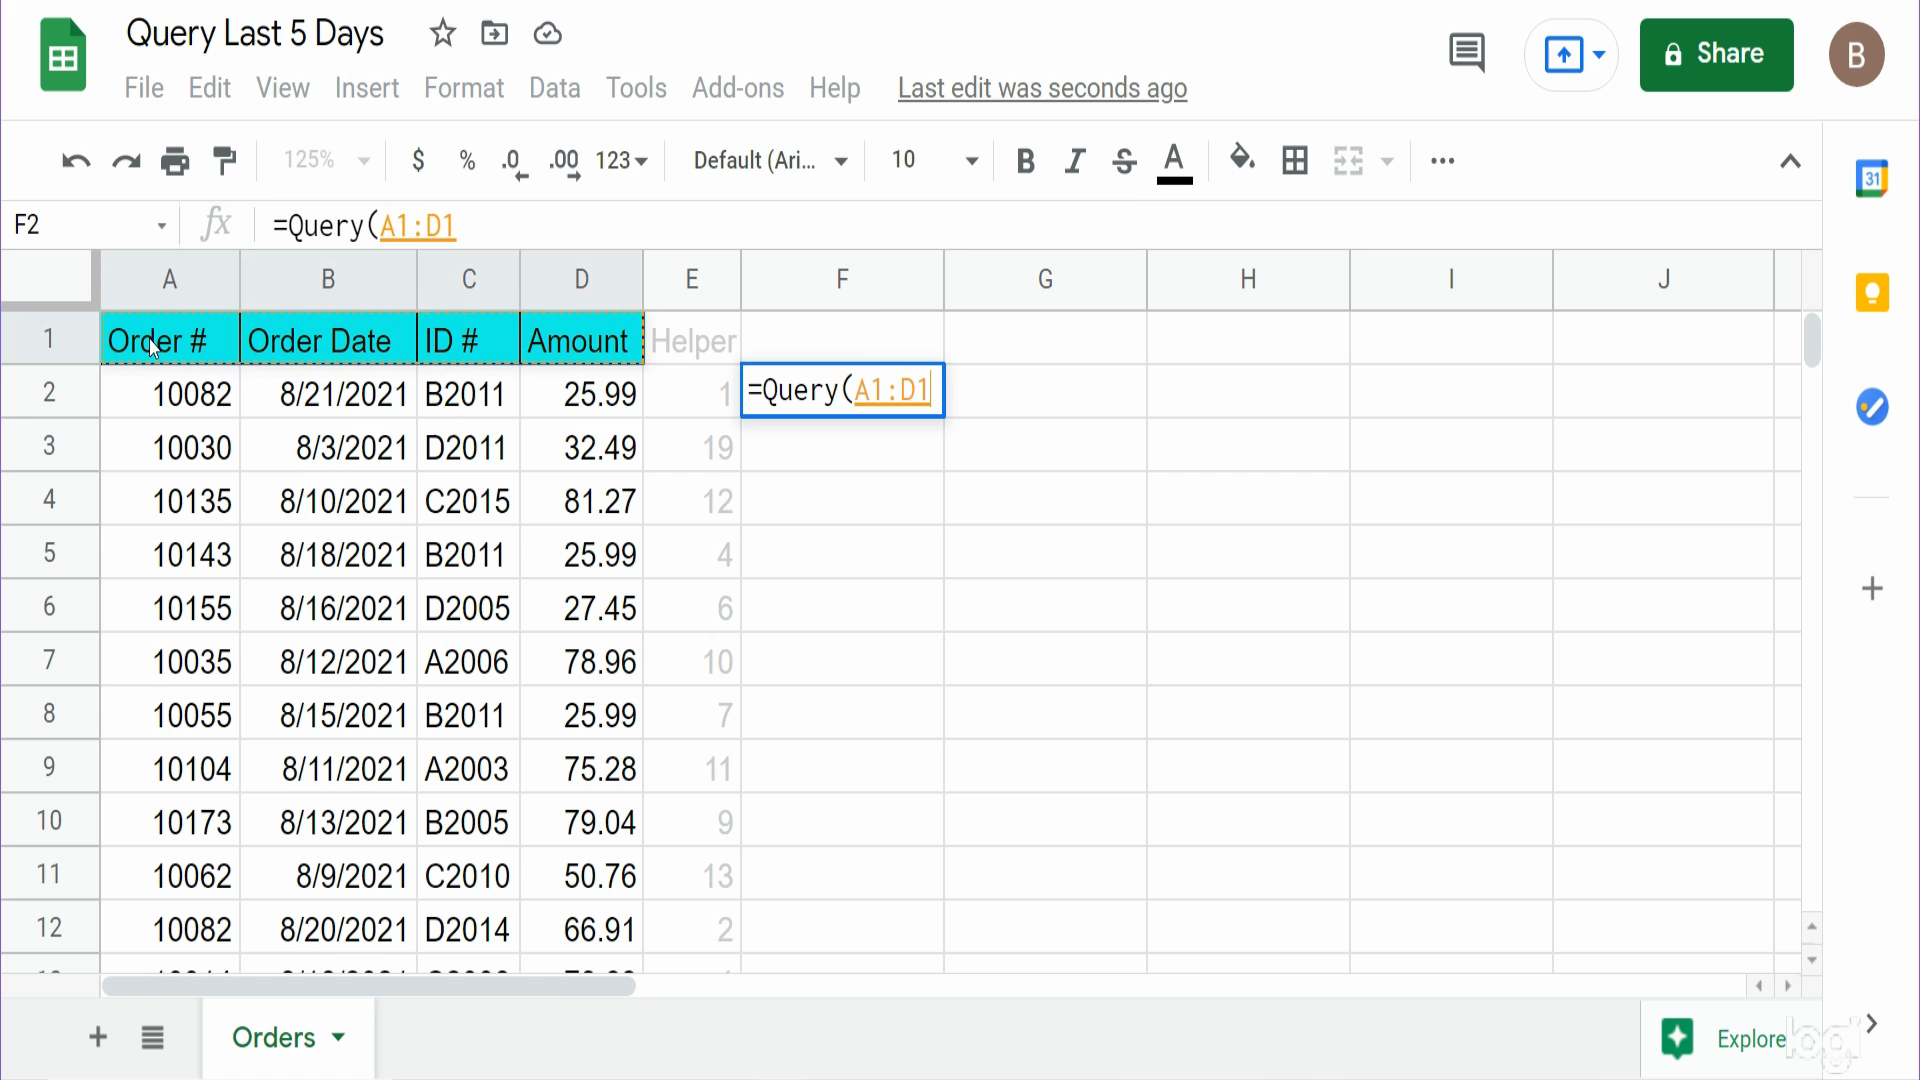 Query Last 5 Days
File Edit View Insert Format Data Tools Add-ons Help Last edit was seconds ago
Share
B
125% $ % .0 .00 123 Default (Ari... 10 B I S A
31
F2 fx =Query(A1:D1
A B C D E F G H I J
1 Order # Order Date ID # Amount Helper
2 10082 8/21/2021 B2011 25.99 1 =Query(A1:D1
3 10030 8/3/2021 D2011 32.49 19
4 10135 8/10/2021 C2015 81.27 12
5 10143 8/18/2021 B2011 25.99 4
6 10155 8/16/2021 D2005 27.45 6
7 10035 8/12/2021 A2006 78.96 10
8 10055 8/15/2021 B2011 25.99 7
9 10104 8/11/2021 A2003 75.28 11
10 10173 8/13/2021 B2005 79.04 9
11 10062 8/9/2021 C2010 50.76 13
12 10082 8/20/2021 D2014 66.91 2
Orders
Explore
logi